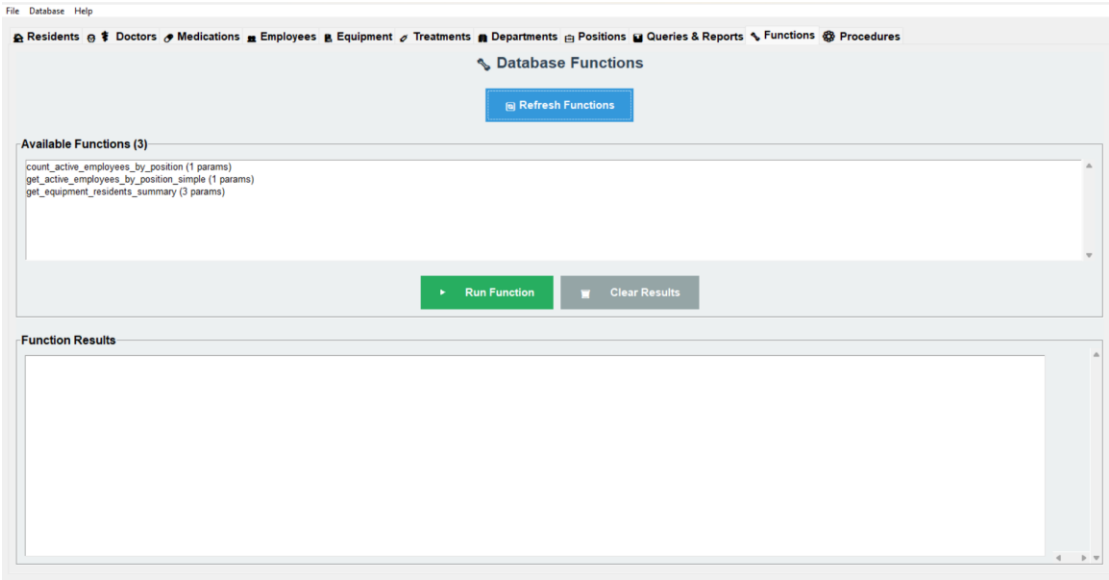 File Database Help
Residents Doctors Medications Employees Equipment Treatments Departments Positions Queries & Reports Functions Procedures
Database Functions
Refresh Functions
Available Functions (3)
count_active_employees_by_position (1 params)
get_active_employees_by_position_simple (1 params)
get_equipment_residents_summary (3 params)
Run Function Clear Results
Function Results